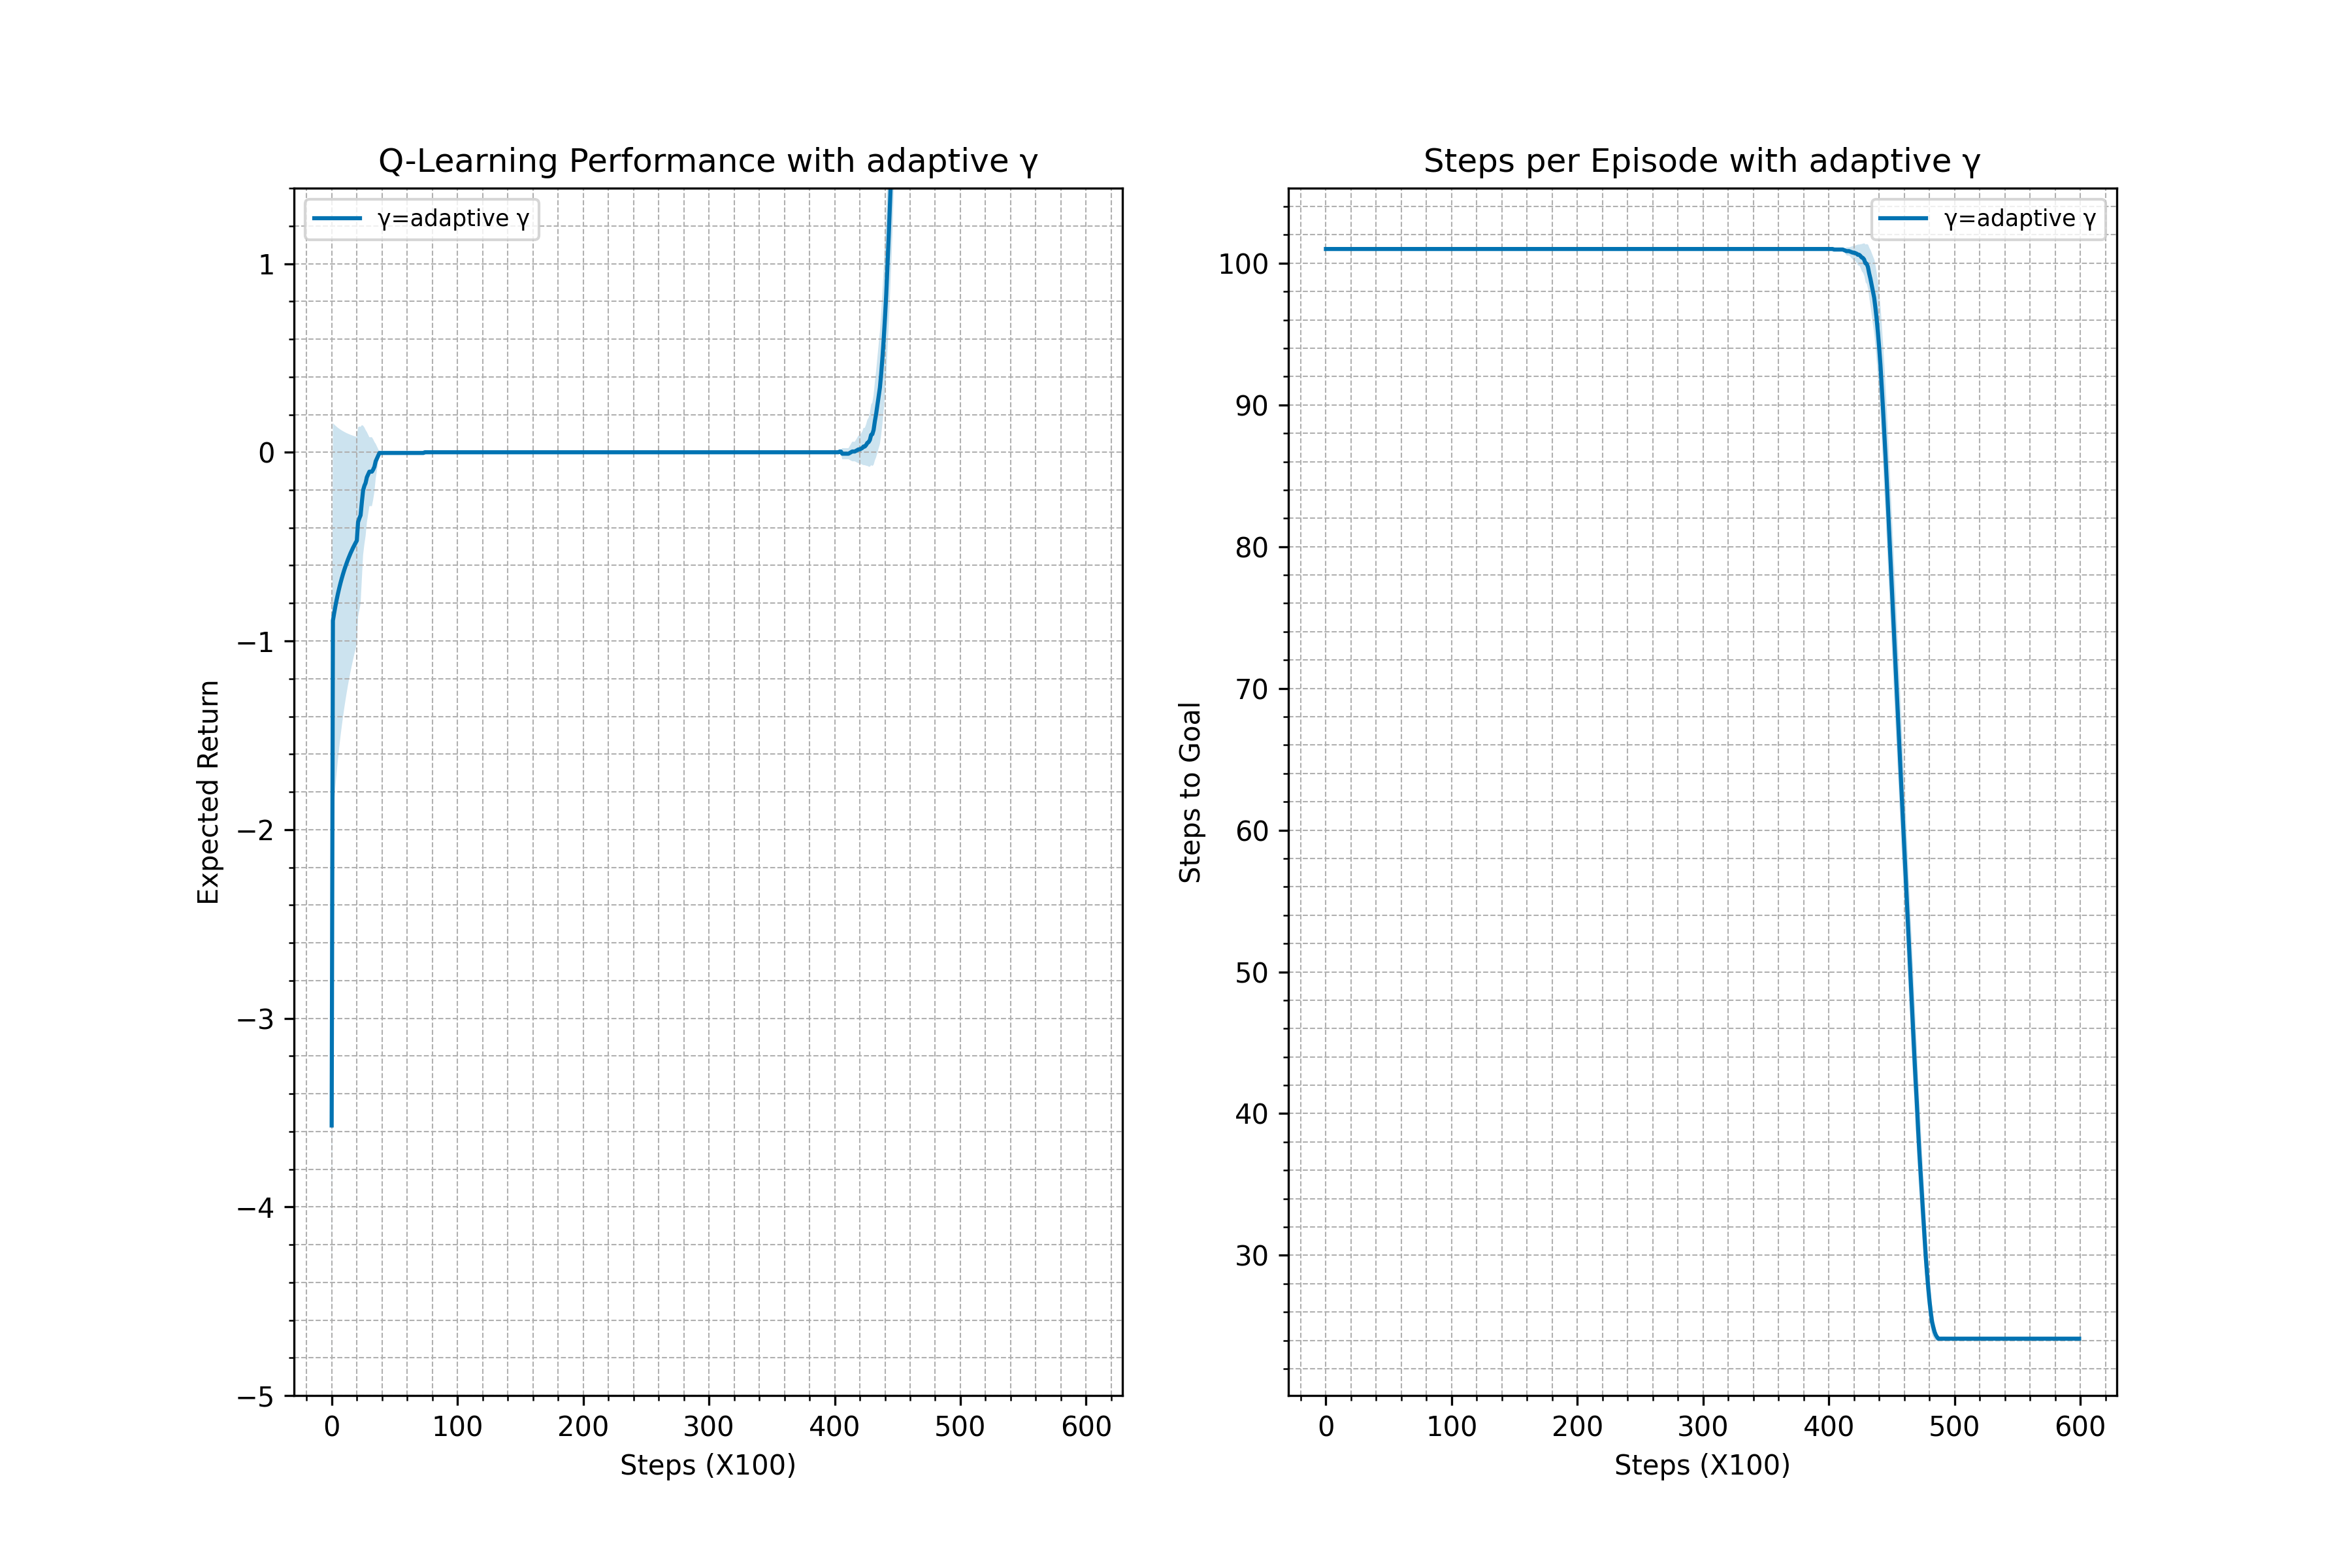 Q-Learning Performance with adaptive γ
γ=adaptive γ
1
0
−1
−2
−3
−4
−5
Expected Return
0 100 200 300 400 500 600
Steps (X100)
Steps per Episode with adaptive γ
γ=adaptive γ
100
90
80
70
60
50
40
30
Steps to Goal
0 100 200 300 400 500 600
Steps (X100)